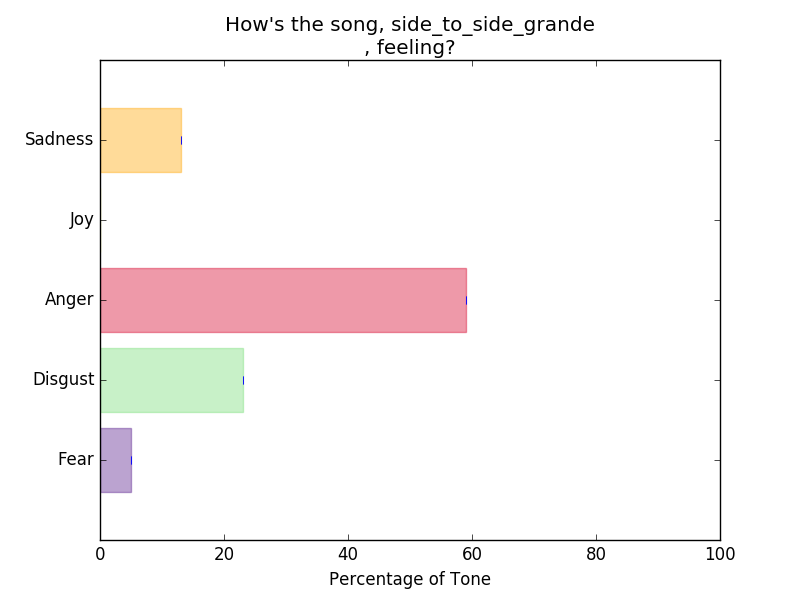 How's the song, side_to_side_grande
, feeling?
Sadness
Joy
Anger
Disgust
Fear
0 20 40 60 80 100
Percentage of Tone